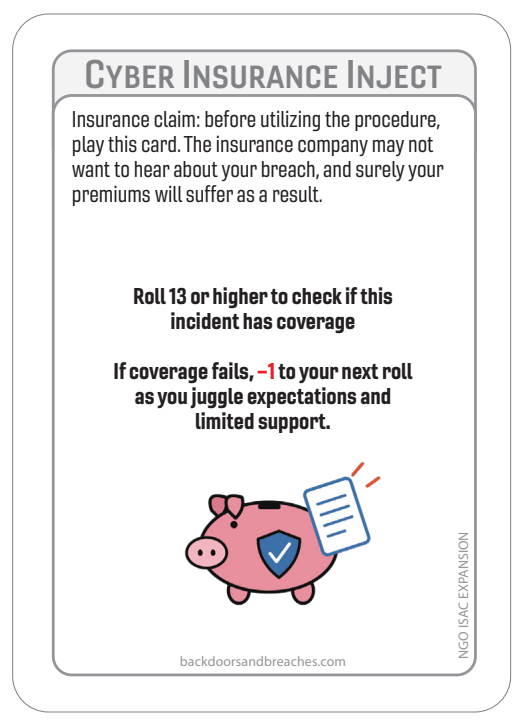 CYBER INSURANCE INJECT
Insurance claim: before utilizing the procedure,
play this card. The insurance company may not
want to hear about your breach, and surely your
premiums will suffer as a result.
Roll 13 or higher to check if this
incident has coverage
If coverage fails, –1 to your next roll
as you juggle expectations and
limited support.
NGO ISAC EXPANSION
backdoorsandbreaches.com